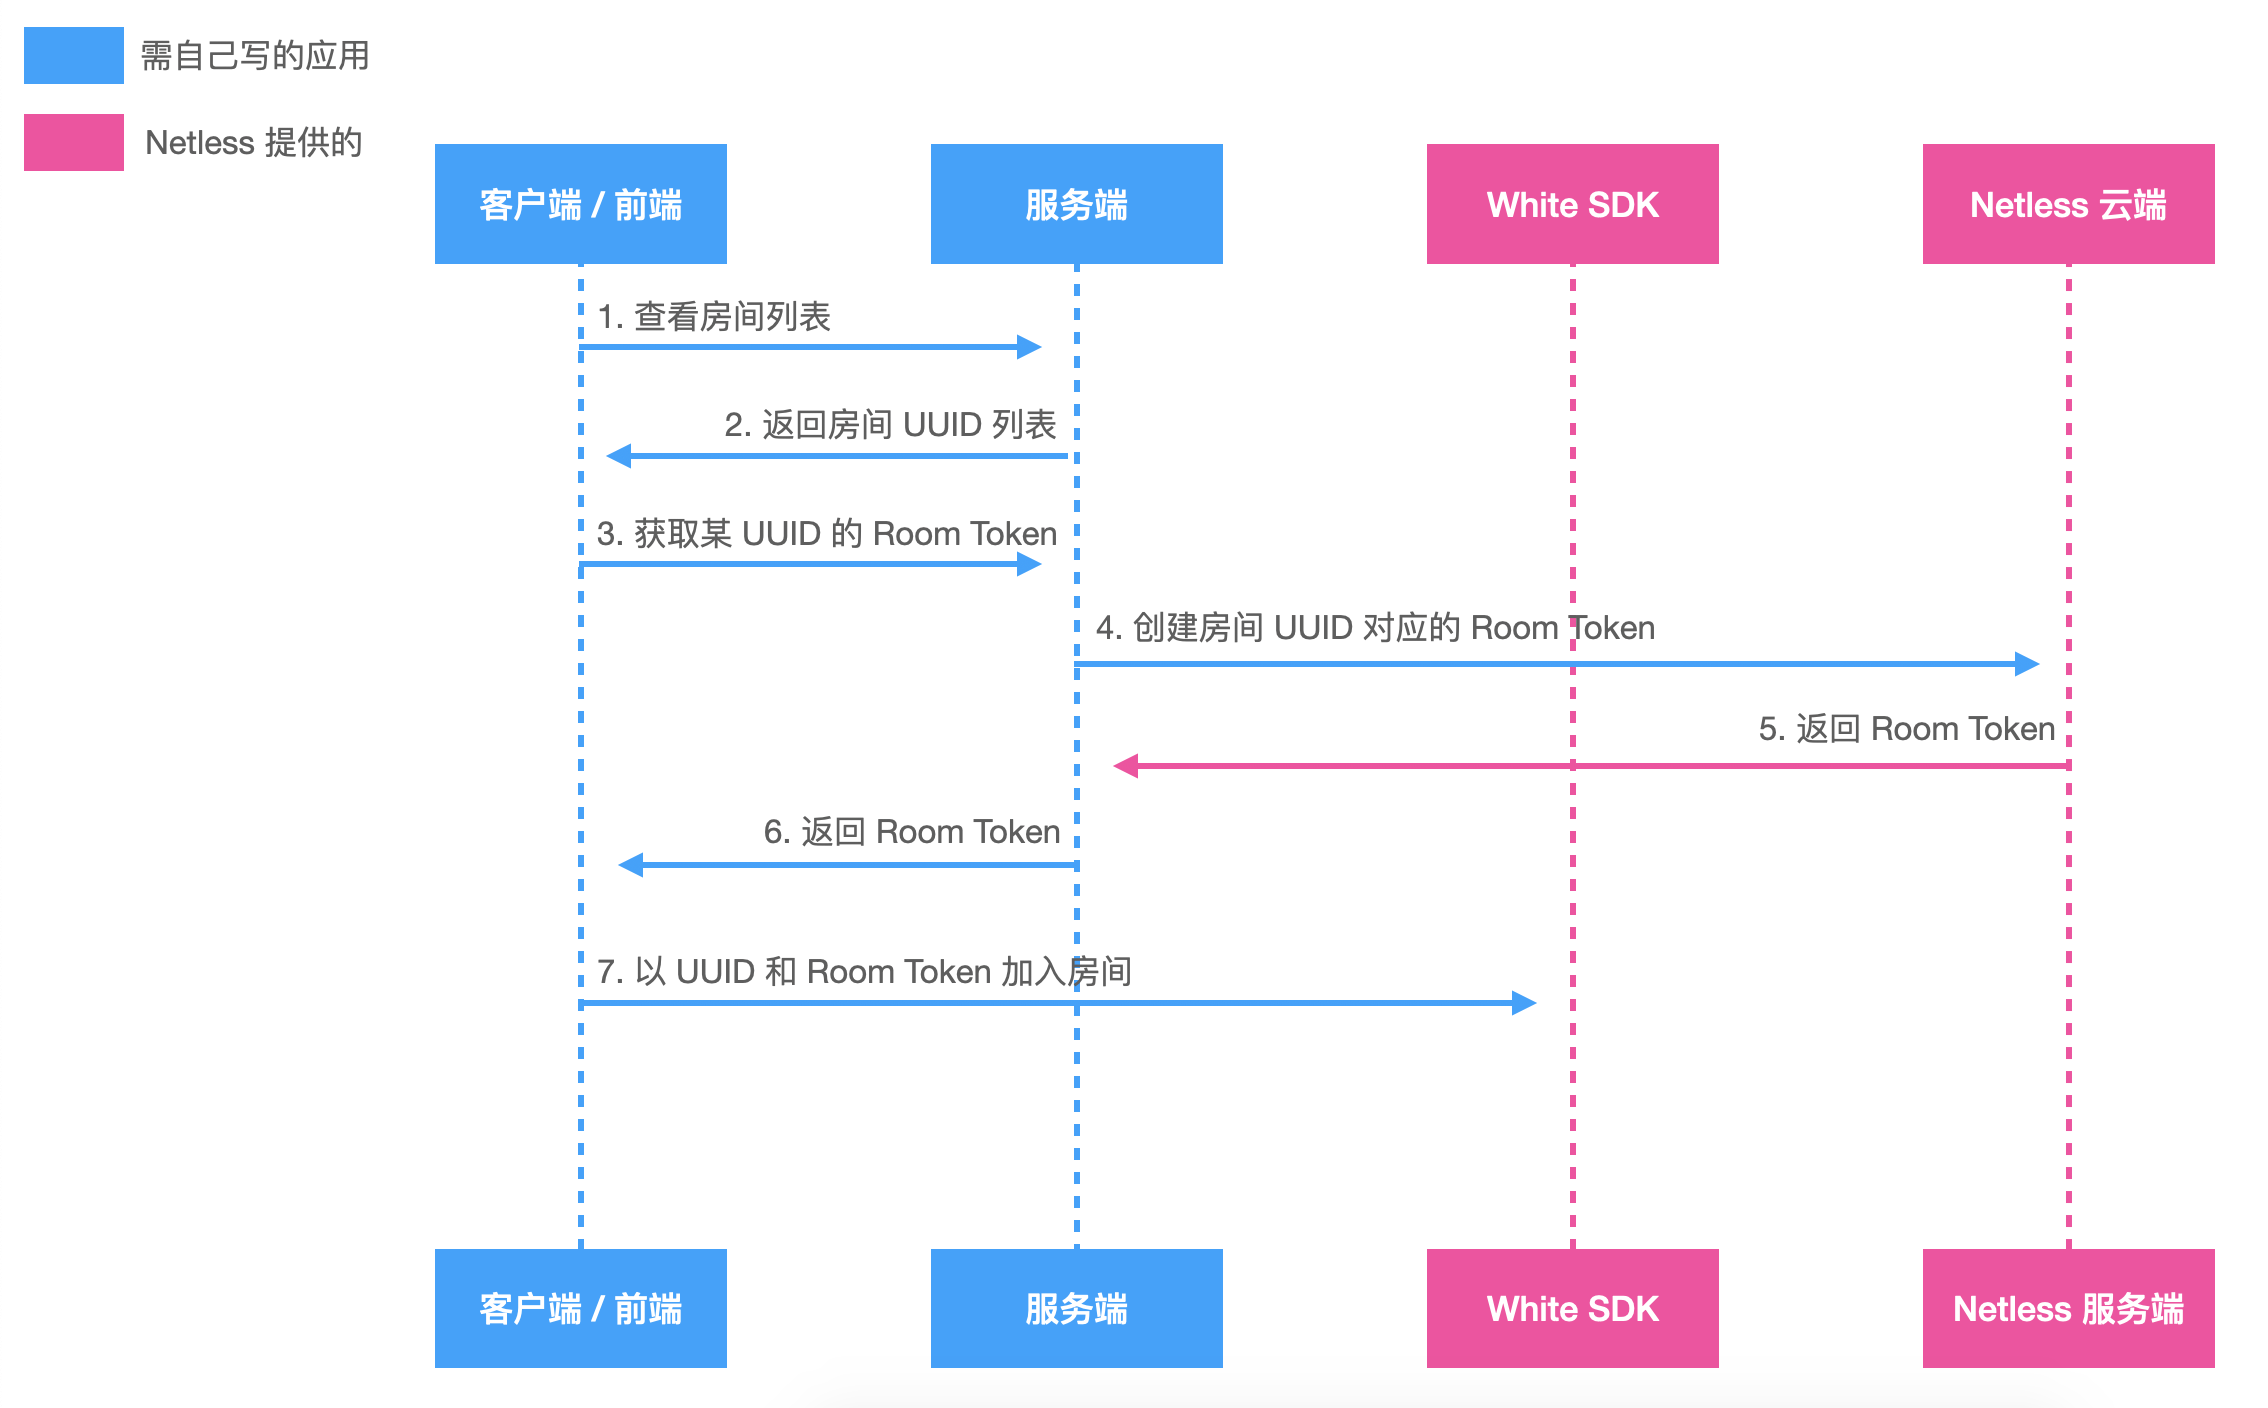 需自己写的应用
Netless 提供的
客户端 / 前端
服务端
White SDK
Netless 云端
1. 查看房间列表
2. 返回房间 UUID 列表
3. 获取某 UUID 的 Room Token
4. 创建房间 UUID 对应的 Room Token
5. 返回 Room Token
6. 返回 Room Token
7. 以 UUID 和 Room Token 加入房间
客户端 / 前端
服务端
White SDK
Netless 服务端